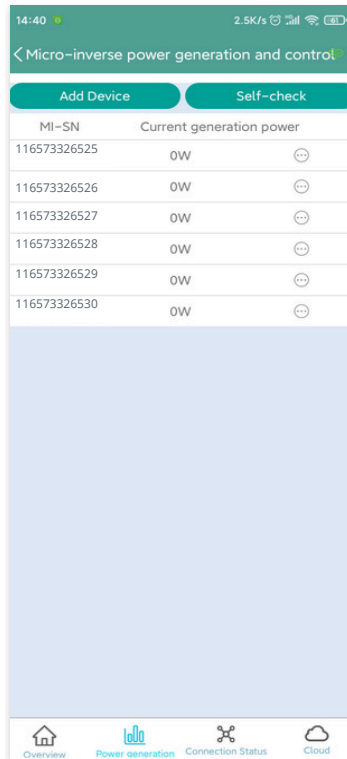 14:40 2.5K/s 61
Micro-inverse power generation and control
Add Device Self-check
MI-SN Current generation power
116573326525 0W
116573326526 0W
116573326527 0W
116573326528 0W
116573326529 0W
116573326530 0W
Overview Power generation Connection Status Cloud